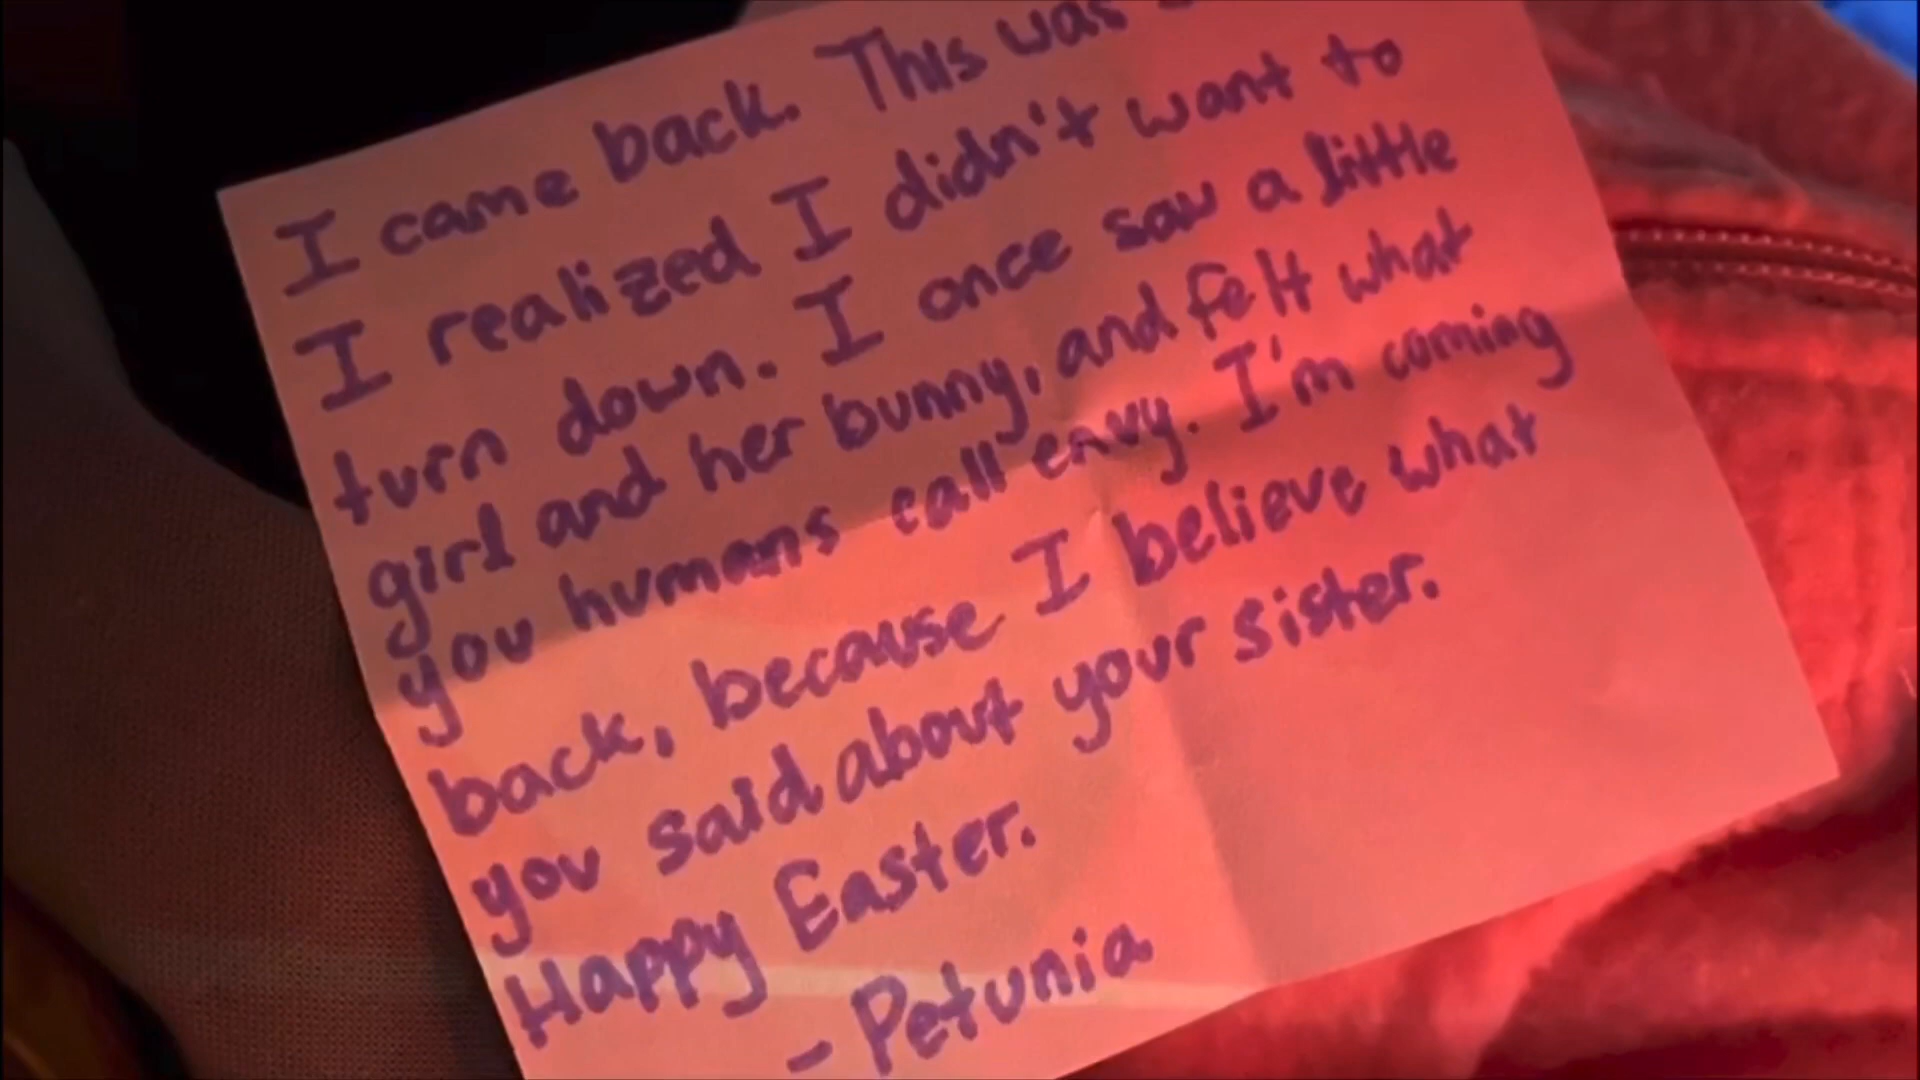 I came back. This was
I realized I didn't want to
turn down. I once saw a little
girl and her bunny, and felt what
you humans call envy. I'm coming
back, because I believe what
you said about your sister.
Happy Easter.
- Petunia